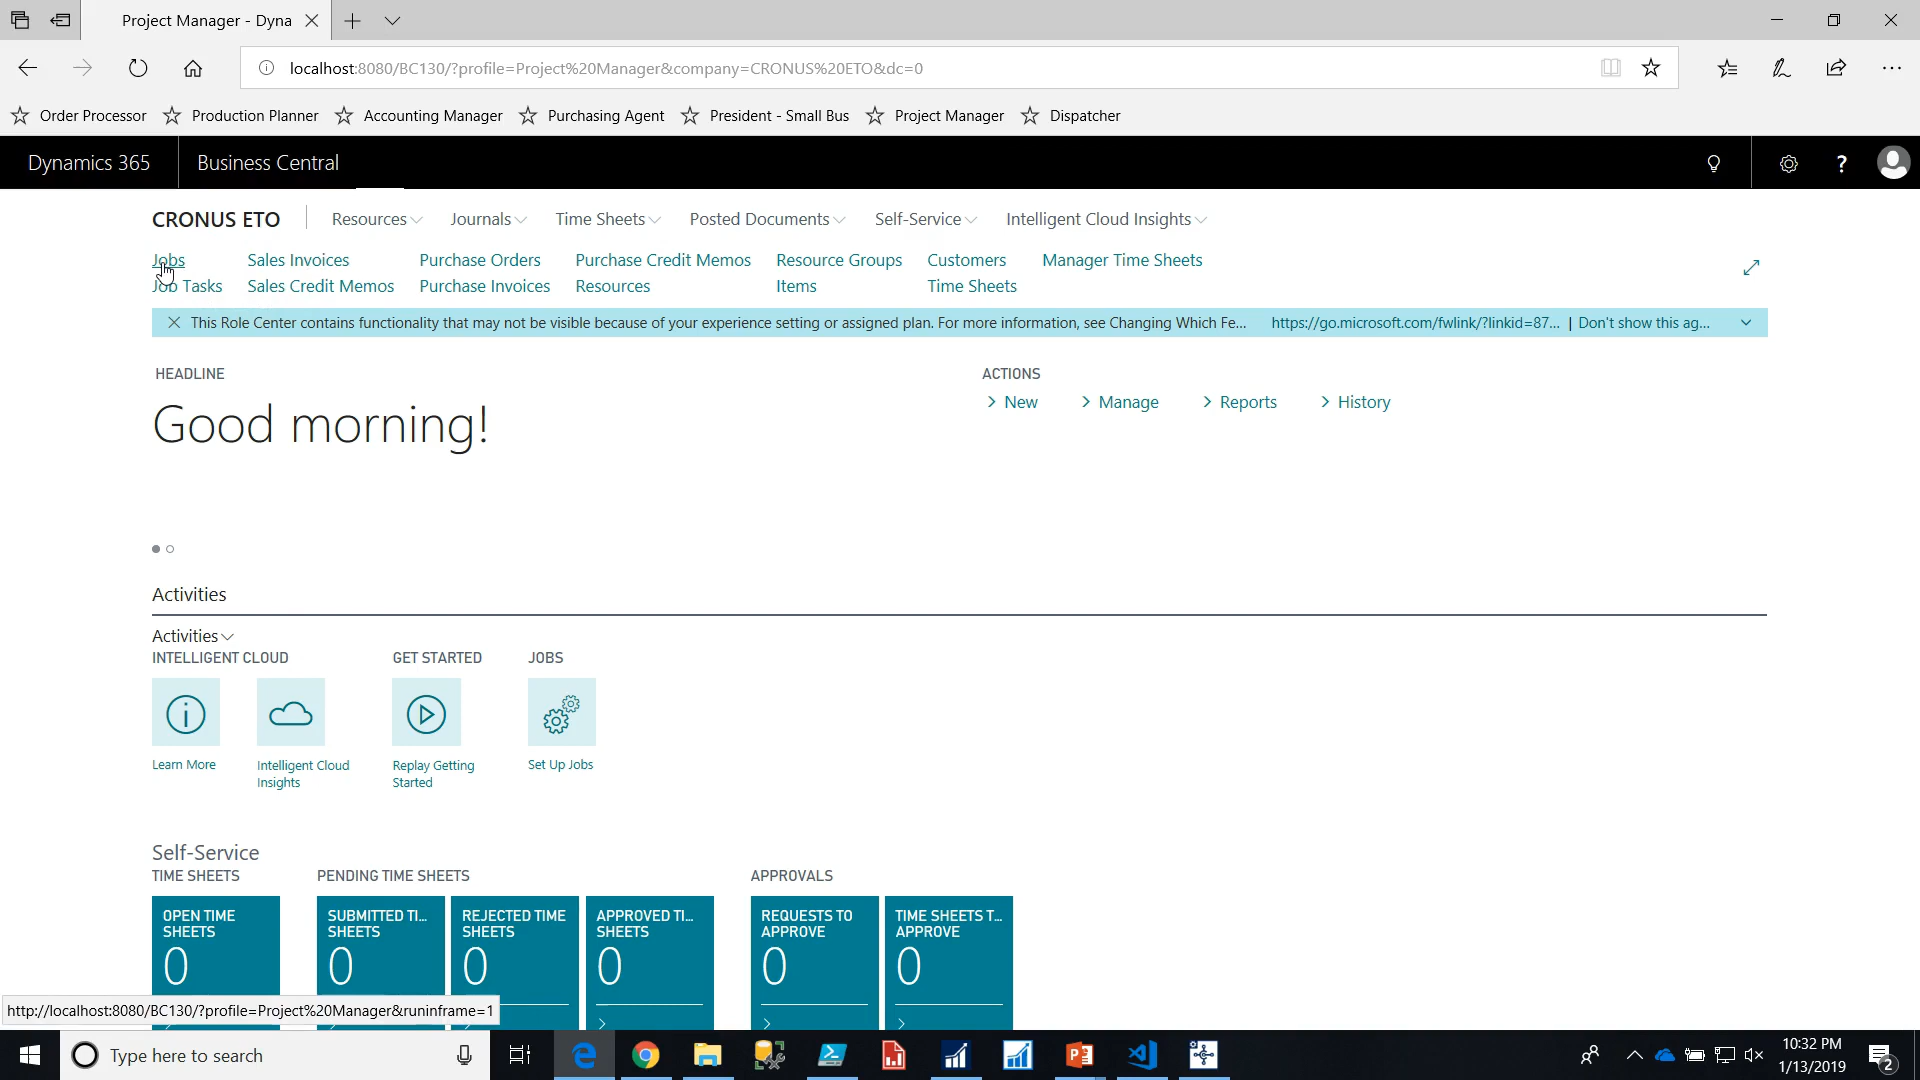 Project Manager - Dyna
localhost:8080/BC130/?profile=Project%20Manager&company=CRONUS%20ETO&dc=0
Order Processor Production Planner Accounting Manager Purchasing Agent President - Small Bus Project Manager Dispatcher
Dynamics 365 Business Central ?
CRONUS ETO Resources Journals Time Sheets Posted Documents Self-Service Intelligent Cloud Insights
Jobs Sales Invoices Purchase Orders Purchase Credit Memos Resource Groups Customers Manager Time Sheets
Job Tasks Sales Credit Memos Purchase Invoices Resources Items Time Sheets
This Role Center contains functionality that may not be visible because of your experience setting or assigned plan. For more information, see Changing Which Fe... https://go.microsoft.com/fwlink/?linkid=87... | Don't show this ag...
HEADLINE ACTIONS
New Manage Reports History
Good morning!
Activities
Activities
INTELLIGENT CLOUD GET STARTED JOBS
Learn More Intelligent Cloud Replay Getting Set Up Jobs
Insights Started
Self-Service
TIME SHEETS PENDING TIME SHEETS APPROVALS
OPEN TIME SUBMITTED TI... REJECTED TIME APPROVED TI... REQUESTS TO TIME SHEETS T...
SHEETS SHEETS SHEETS SHEETS APPROVE APPROVE
0 0 0 0 0 0
http://localhost:8080/BC130/?profile=Project%20Manager&runinframe=1
Type here to search
10:32 PM
1/13/2019
2